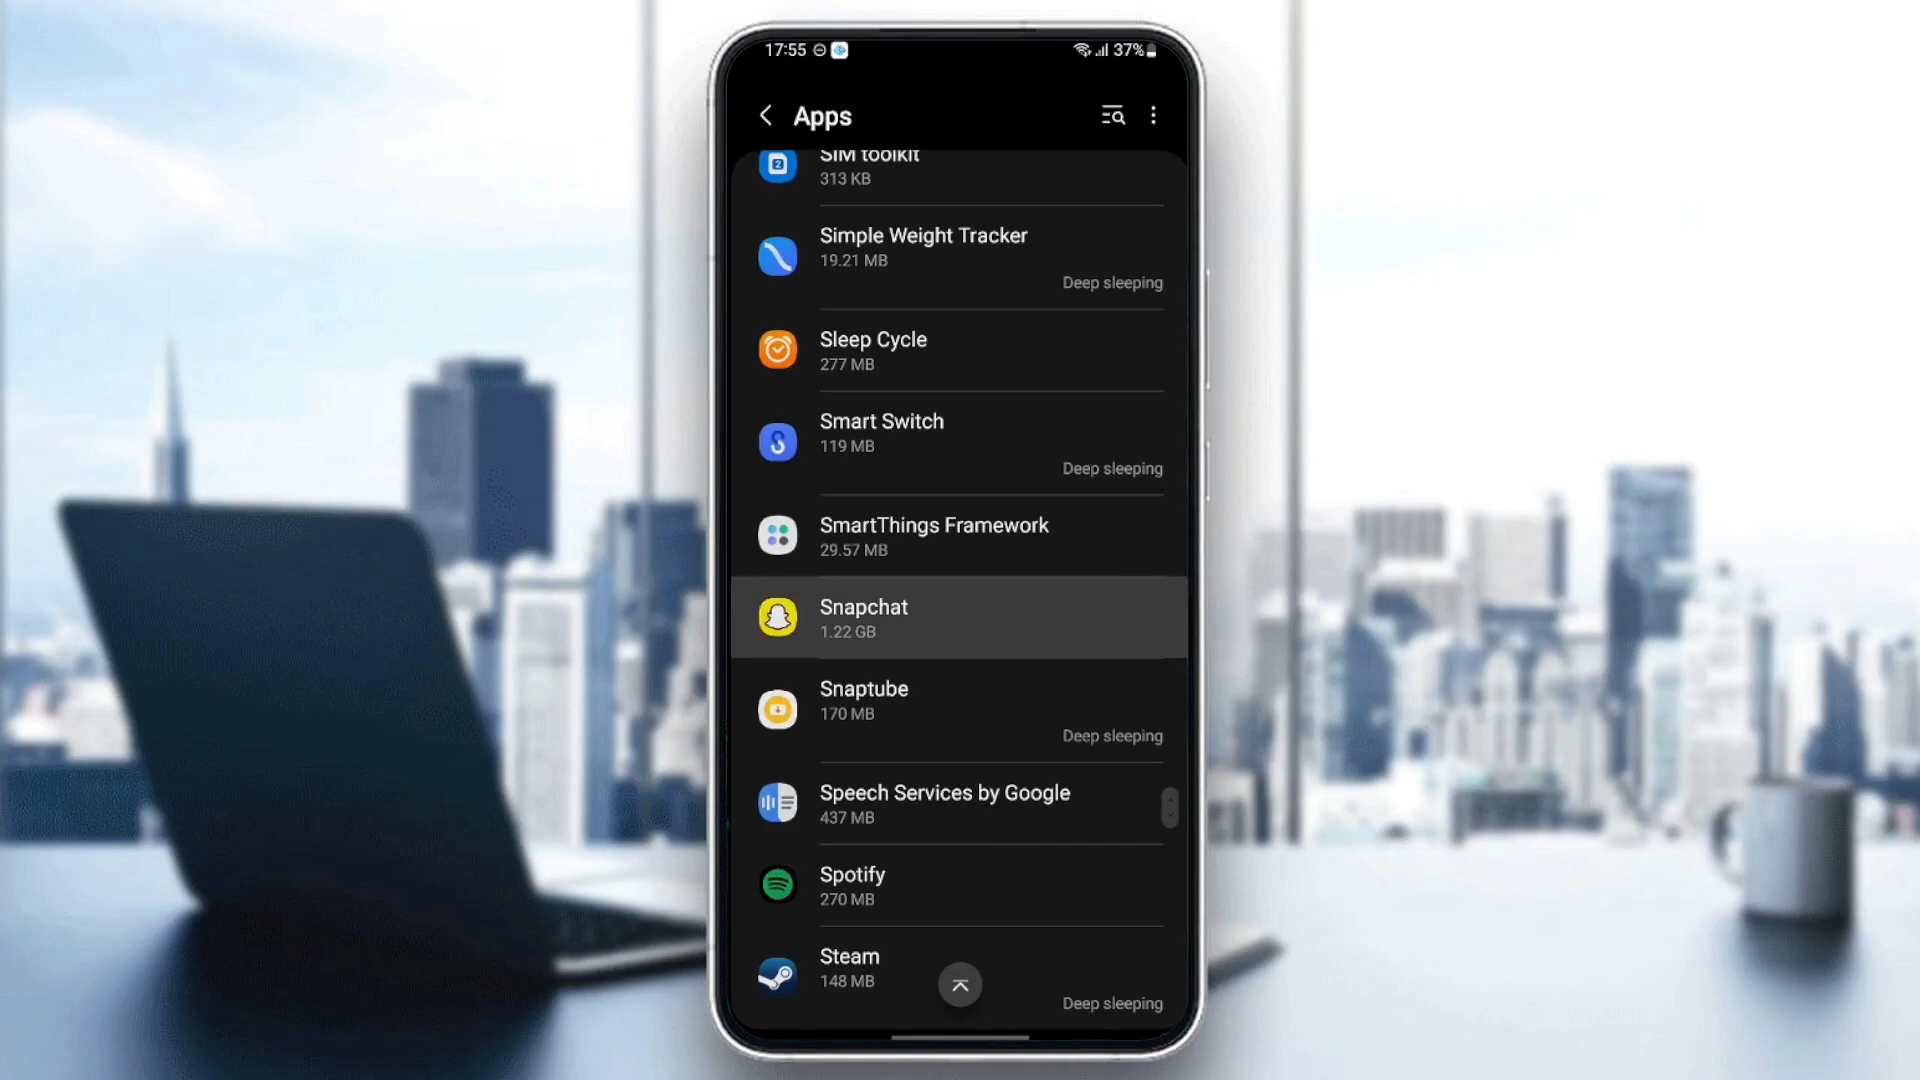 17:55
37%
Apps
SIM toolkit
313 KB
Simple Weight Tracker
19.21 MB
Deep sleeping
Sleep Cycle
277 MB
Smart Switch
119 MB
Deep sleeping
SmartThings Framework
29.57 MB
Snapchat
1.22 GB
Snaptube
170 MB
Deep sleeping
Speech Services by Google
437 MB
Spotify
270 MB
Steam
148 MB
Deep sleeping